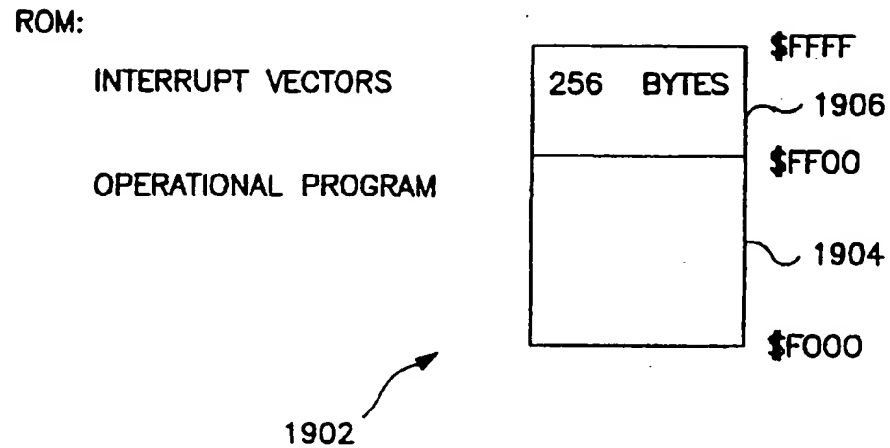 ROM:
$FFFF
INTERRUPT VECTORS
256 BYTES
1906
$FF00
OPERATIONAL PROGRAM
1904
$F000
1902